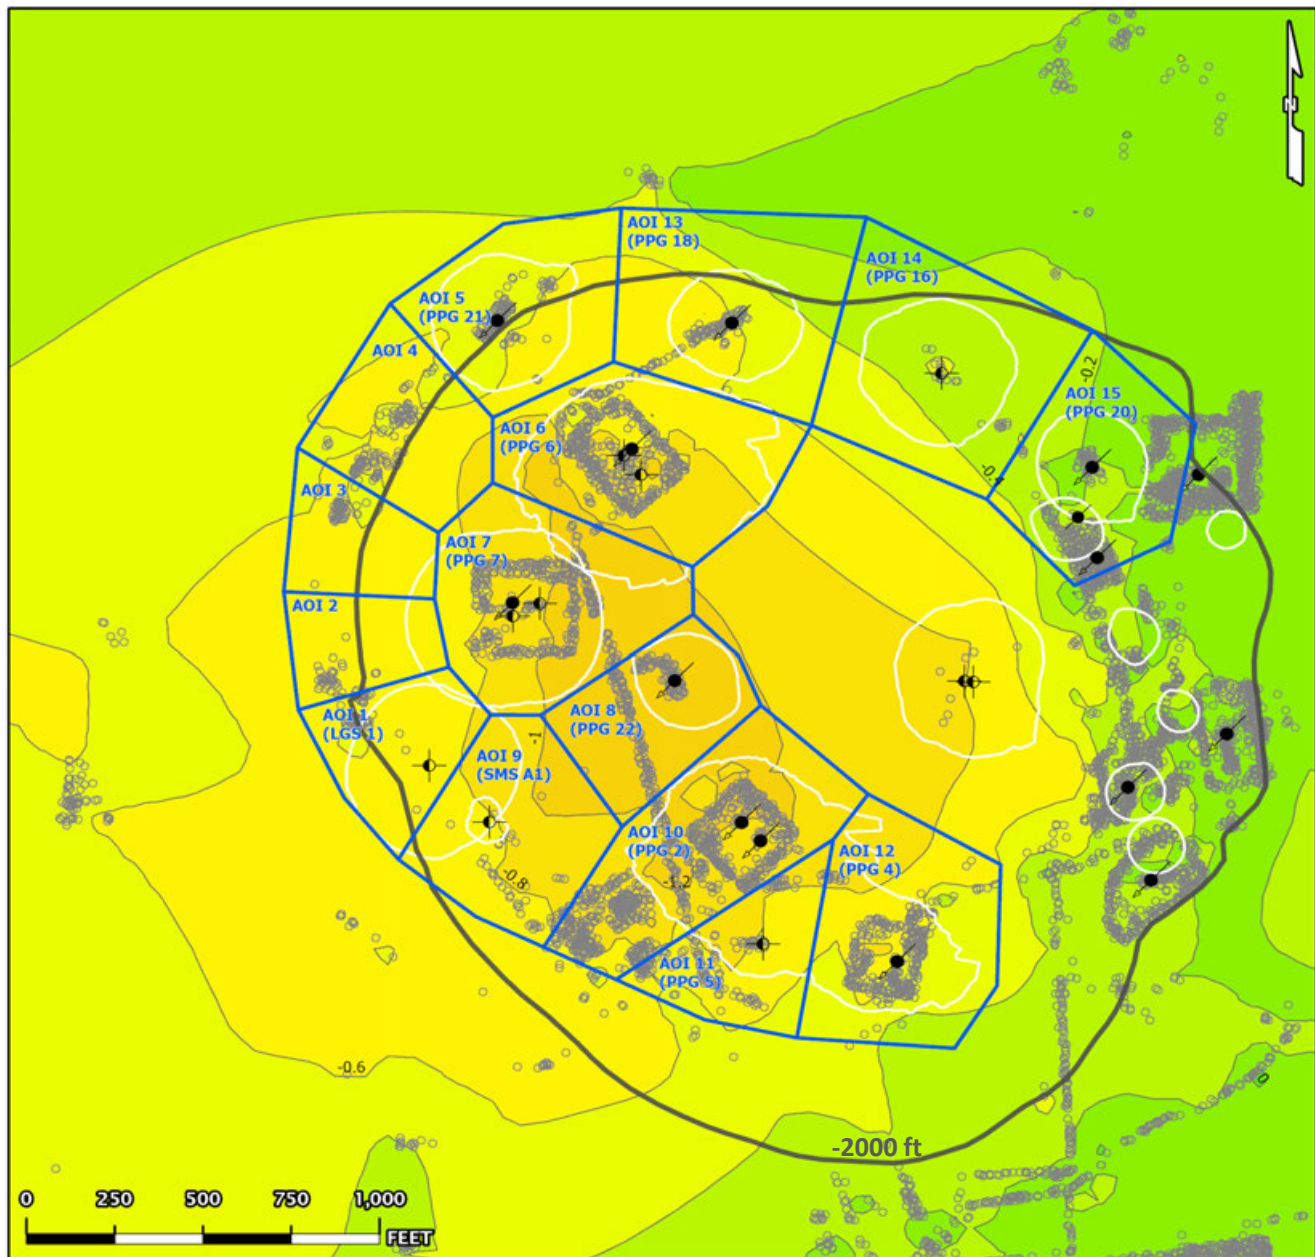 N
AOI 13
(PPG 18)
AOI 14
(PPG 16)
AOI 5
(PPG 21)
AOI 4
-0.2
AOI 15
(PPG 20)
AOI 6
(PPG 6)
-0.4
AOI 3
AOI 7
(PPG 7)
AOI 2
AOI 1
(LGS 1)
AOI 8
(PPG 22)
-1
AOI 9
(SMS A1)
AOI 10
(PPG 2)
AOI 12
(PPG 4)
-0.8
-1.2
AOI 11
(PPG 5)
-0.6
0
-2000 ft
0 250 500 750 1,000
FEET